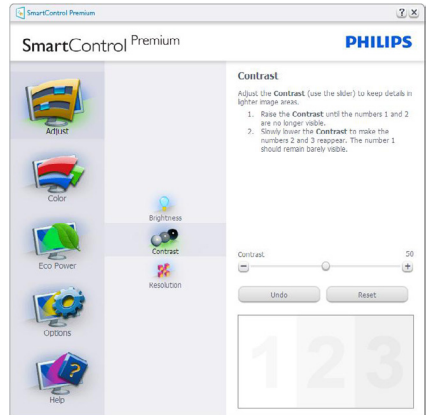 SmartControl Premium
? ×
SmartControl Premium
PHILIPS
Adjust
Color
Eco Power
Options
Help
Brightness
Contrast
Resolution
Contrast
Adjust the Contrast (use the slider) to keep details in
lighter image areas.
1. Raise the Contrast until the numbers 1 and 2
are no longer visible.
2. Slowly lower the Contrast to make the
numbers 2 and 3 reappear. The number 1
should remain barely visible.
Contrast 50
Undo Reset
1 2 3